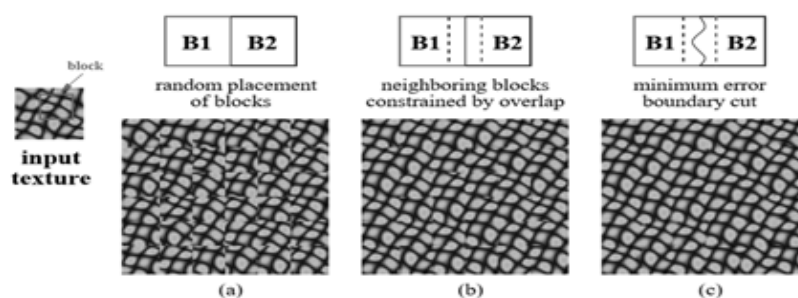 block
input
texture
B1 B2
random placement
of blocks
(a)
B1 B2
neighboring blocks
constrained by overlap
(b)
B1 B2
minimum error
boundary cut
(c)